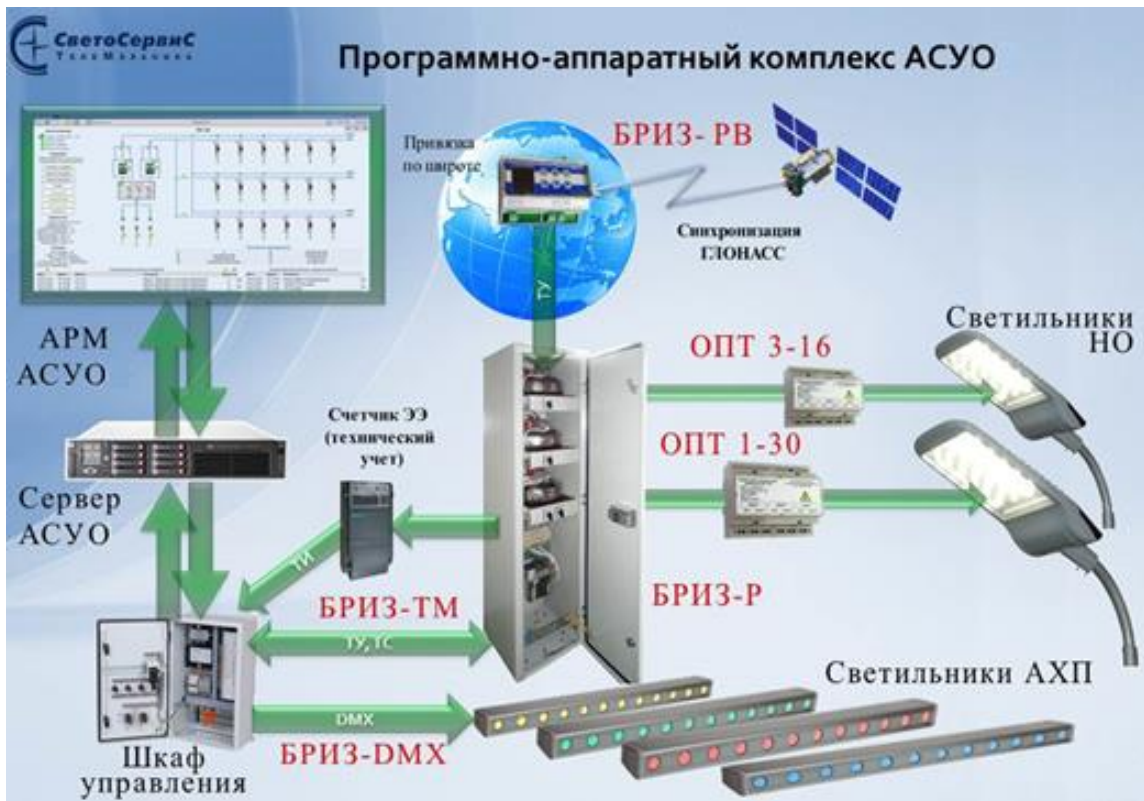 СветоСервиС
ТелеМеханика
Программно-аппаратный комплекс АСУО
Привязка
по широте
БРИЗ- РВ
Синхронизация
ГЛОНАСС
ТУ
АРМ
АСУО
Светильники
НО
ОПТ 3-16
Счетчик ЭЭ
(технический
учет)
ОПТ 1-30
Сервер
АСУО
ТИ
БРИЗ-ТМ
БРИЗ-Р
ТУ, ТС
Светильники АХП
DMX
БРИЗ-DMX
Шкаф
управления